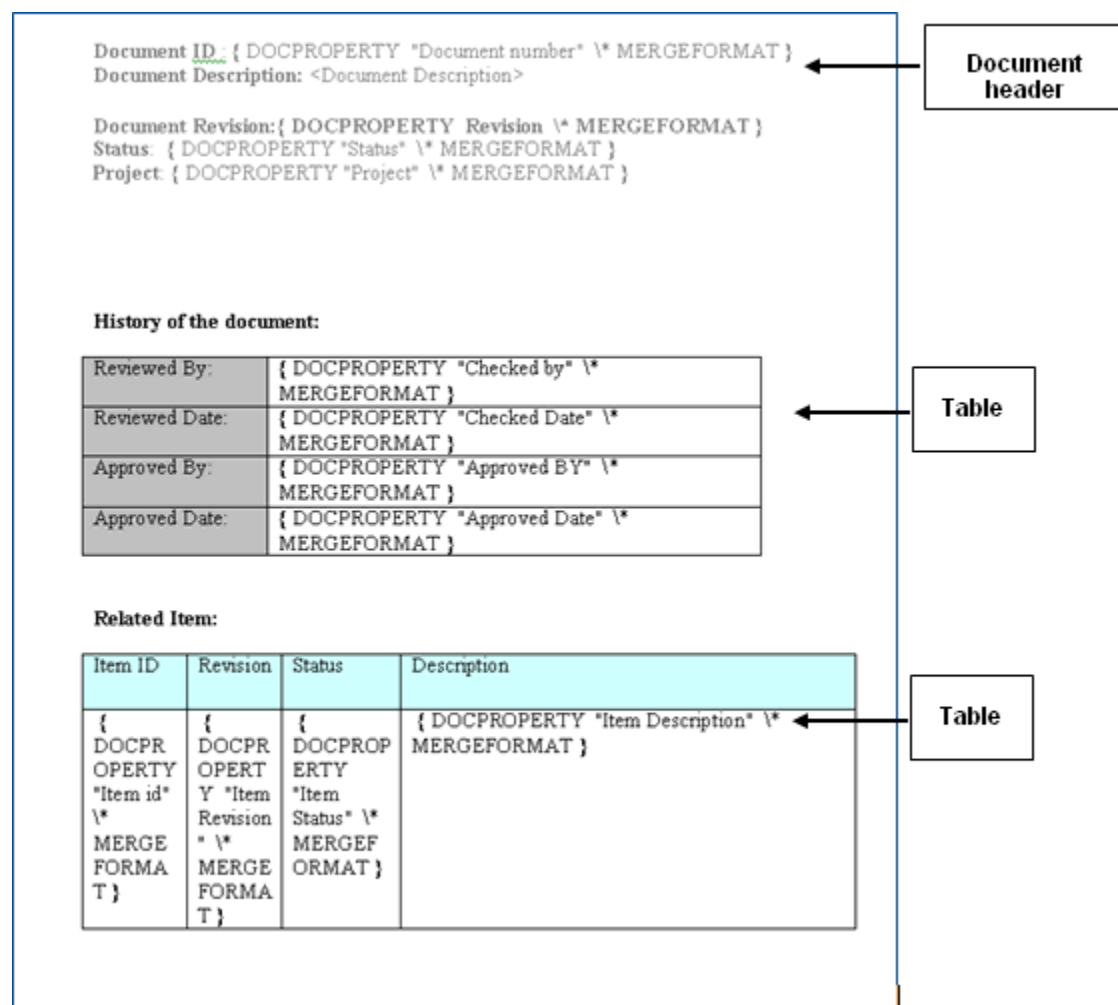 Document ID : { DOCPROPERTY "Document number" \* MERGEFORMAT }
Document Description: <Document Description>
Document header
Document Revision:{ DOCPROPERTY Revision \* MERGEFORMAT }
Status: { DOCPROPERTY "Status" \* MERGEFORMAT }
Project: { DOCPROPERTY "Project" \* MERGEFORMAT }
History of the document:
Reviewed By:
{ DOCPROPERTY "Checked by" \*
MERGEFORMAT }
Reviewed Date:
{ DOCPROPERTY "Checked Date" \*
MERGEFORMAT }
Approved By:
{ DOCPROPERTY "Approved BY" \*
MERGEFORMAT }
Approved Date:
{ DOCPROPERTY "Approved Date" \*
MERGEFORMAT }
Table
Related Item:
Item ID
Revision
Status
Description
{
DOCPR
OPERTY
"Item id"
\*
MERGE
FORMA
T }
{
DOCPR
OPERT
Y "Item
Revision
" \*
MERGE
FORMA
T }
{
DOCPROP
ERTY
"Item
Status" \*
MERGEF
ORMAT }
{ DOCPROPERTY "Item Description" \*
MERGEFORMAT }
Table